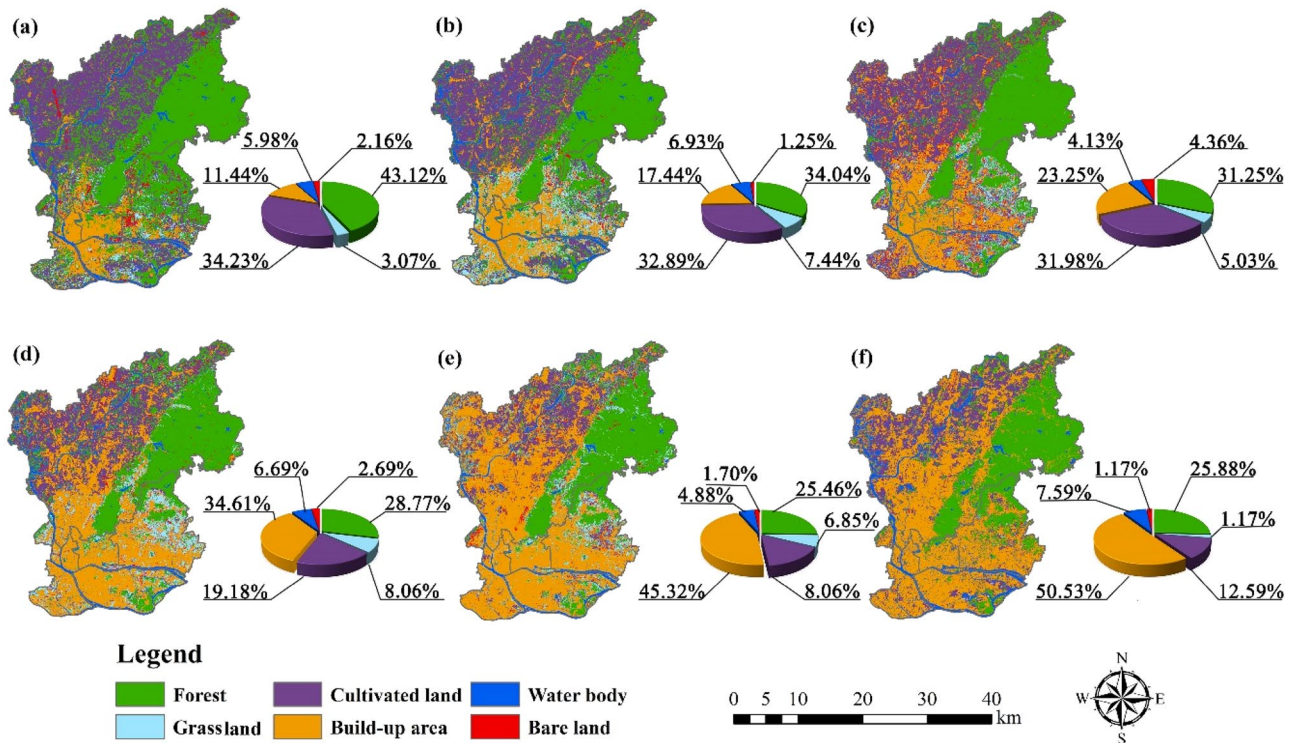 (a)
5.98%
2.16%
11.44%
43.12%
34.23%
3.07%
(b)
6.93%
1.25%
17.44%
34.04%
32.89%
7.44%
(c)
4.13%
4.36%
23.25%
31.25%
31.98%
5.03%
(d)
6.69%
2.69%
34.61%
28.77%
19.18%
8.06%
(e)
1.70%
4.88%
25.46%
6.85%
45.32%
8.06%
(f)
1.17%
7.59%
25.88%
1.17%
50.53%
12.59%
Legend
Forest
Cultivated land
Water body
Grassland
Build-up area
Bare land
0 5 10 20 30 40
km
N
W E
S